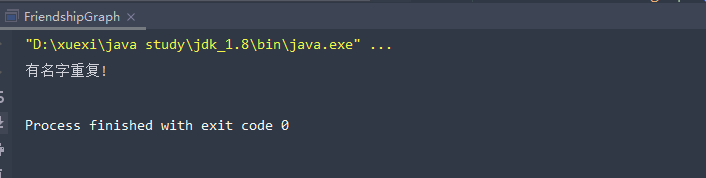 FriendshipGraph ×
"D:\xuexi\java study\jdk_1.8\bin\java.exe" ...
有名字重复!
Process finished with exit code 0